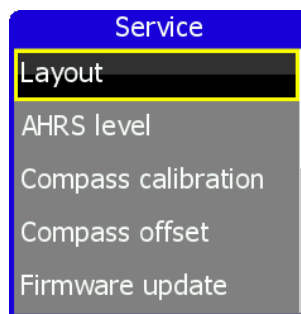 Service
Layout
AHRS level
Compass calibration
Compass offset
Firmware update